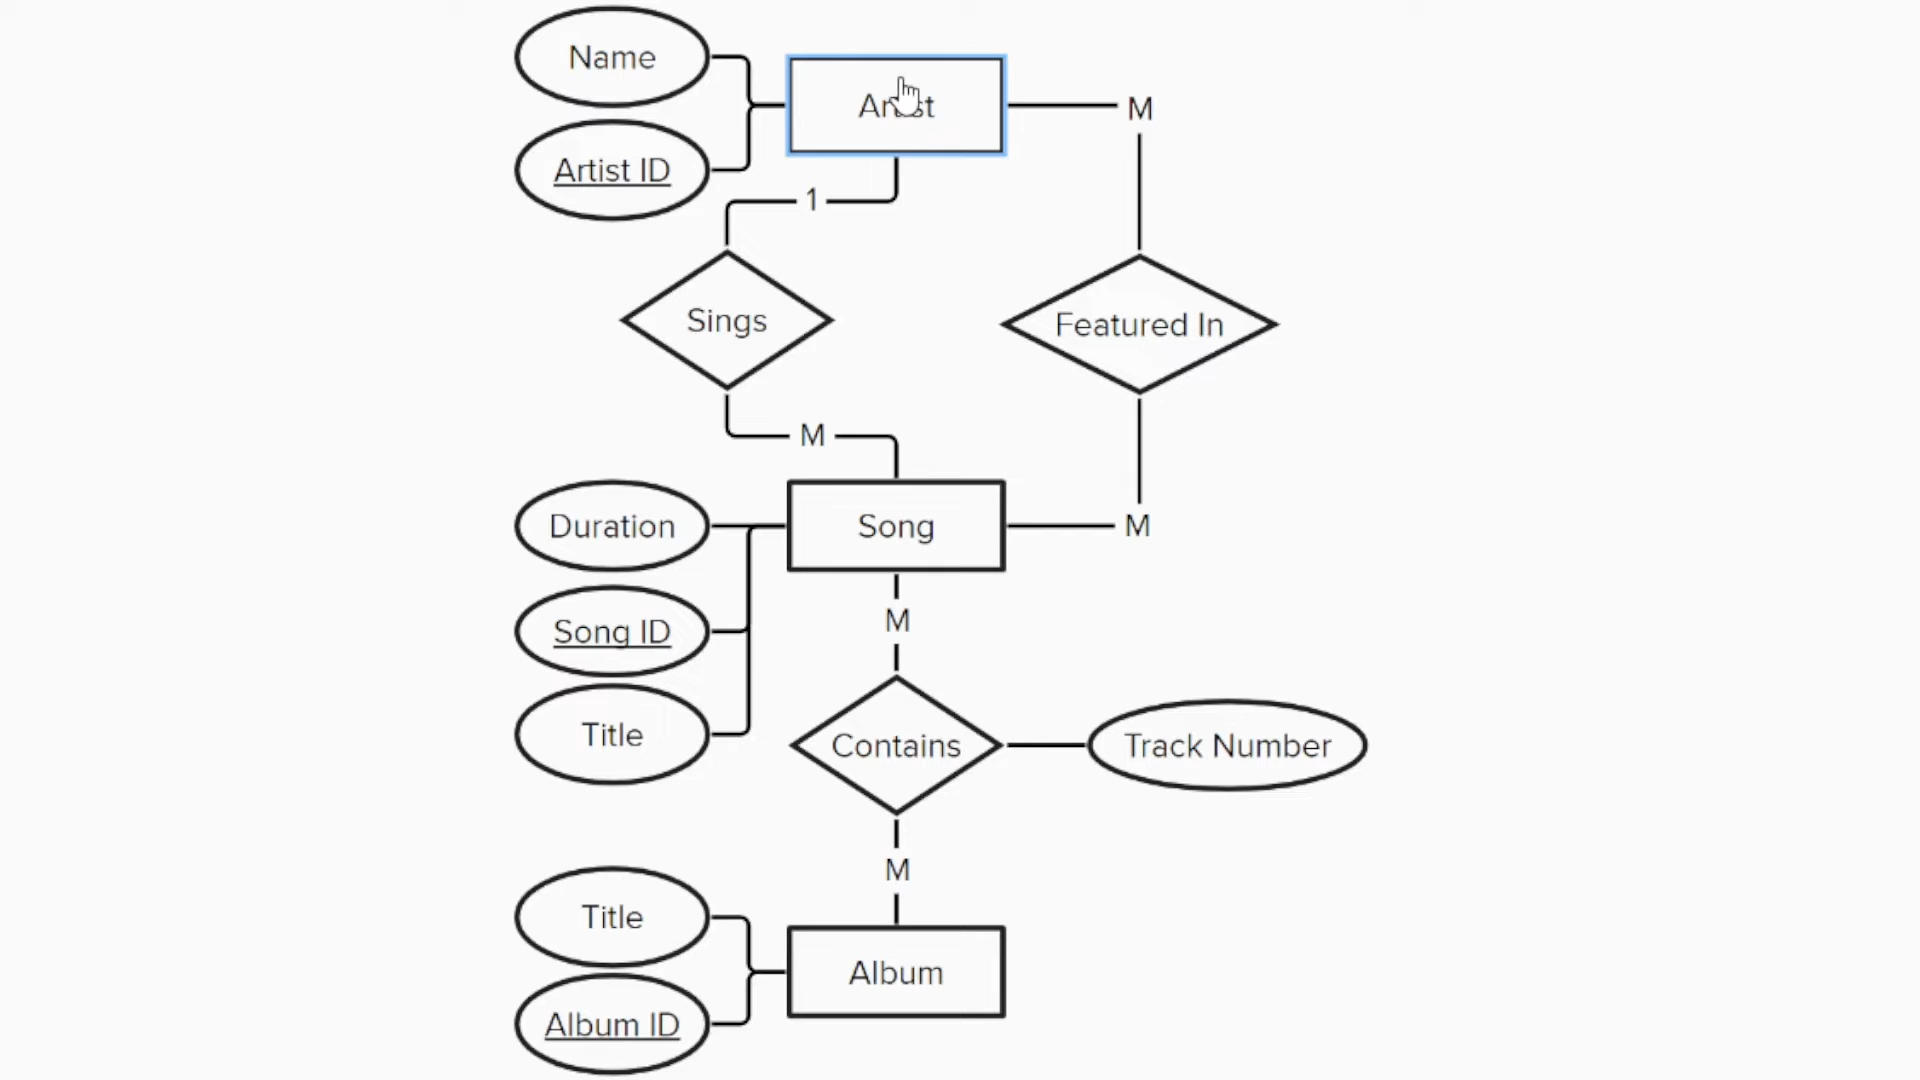 Name
Artist ID
M
1
Sings
Featured In
M
Duration
Song
M
Song ID
M
Title
Contains
Track Number
M
Title
Album
Album ID